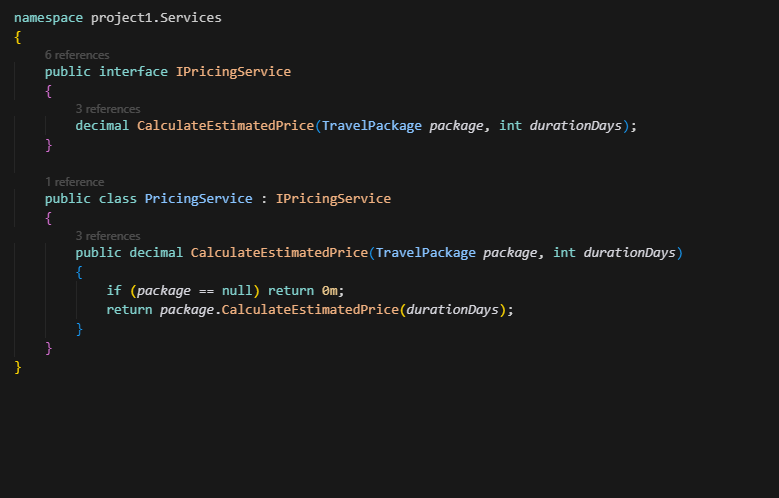 namespace project1.Services
{
6 references
public interface IPricingService
{
3 references
decimal CalculateEstimatedPrice(TravelPackage package, int durationDays);
}
1 reference
public class PricingService : IPricingService
{
3 references
public decimal CalculateEstimatedPrice(TravelPackage package, int durationDays)
{
if (package == null) return 0m;
return package.CalculateEstimatedPrice(durationDays);
}
}
}